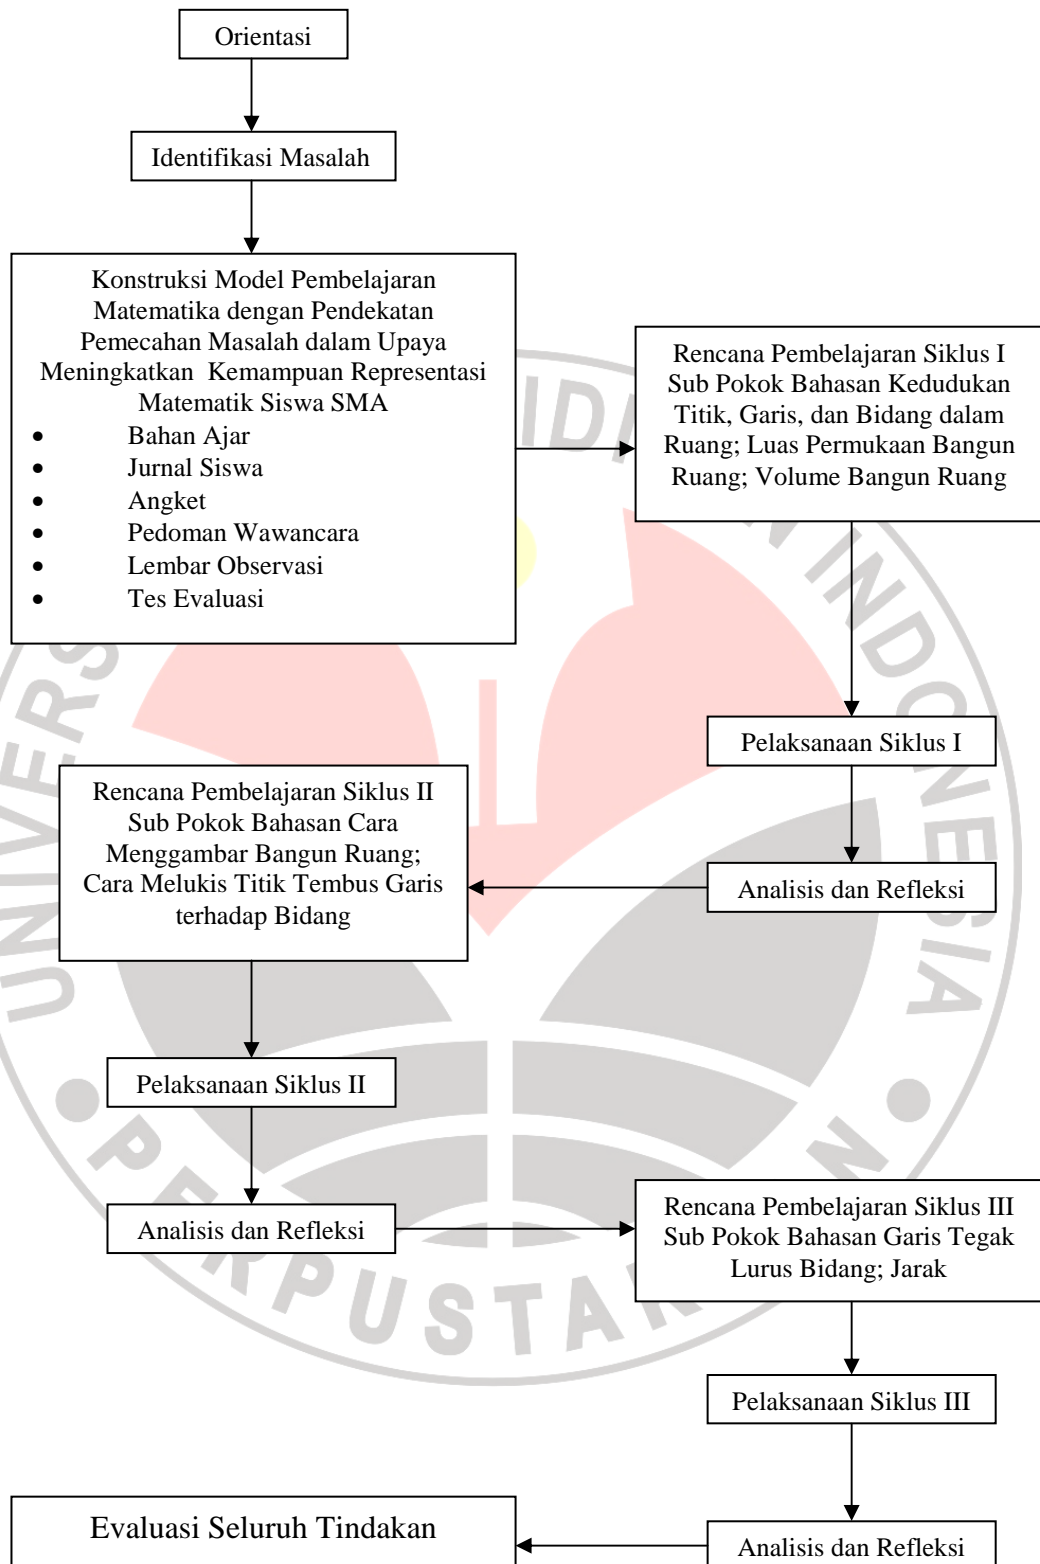 Orientasi
Identifikasi Masalah
Konstruksi Model Pembelajaran
Matematika dengan Pendekatan
Pemecahan Masalah dalam Upaya
Meningkatkan Kemampuan Representasi
Matematik Siswa SMA
• Bahan Ajar
• Jurnal Siswa
• Angket
• Pedoman Wawancara
• Lembar Observasi
• Tes Evaluasi
Rencana Pembelajaran Siklus I
Sub Pokok Bahasan Kedudukan
Titik, Garis, dan Bidang dalam
Ruang; Luas Permukaan Bangun
Ruang; Volume Bangun Ruang
Pelaksanaan Siklus I
Analisis dan Refleksi
Rencana Pembelajaran Siklus II
Sub Pokok Bahasan Cara
Menggambar Bangun Ruang;
Cara Melukis Titik Tembus Garis
terhadap Bidang
Pelaksanaan Siklus II
Analisis dan Refleksi
Rencana Pembelajaran Siklus III
Sub Pokok Bahasan Garis Tegak
Lurus Bidang; Jarak
Pelaksanaan Siklus III
Analisis dan Refleksi
Evaluasi Seluruh Tindakan
INDONESIA